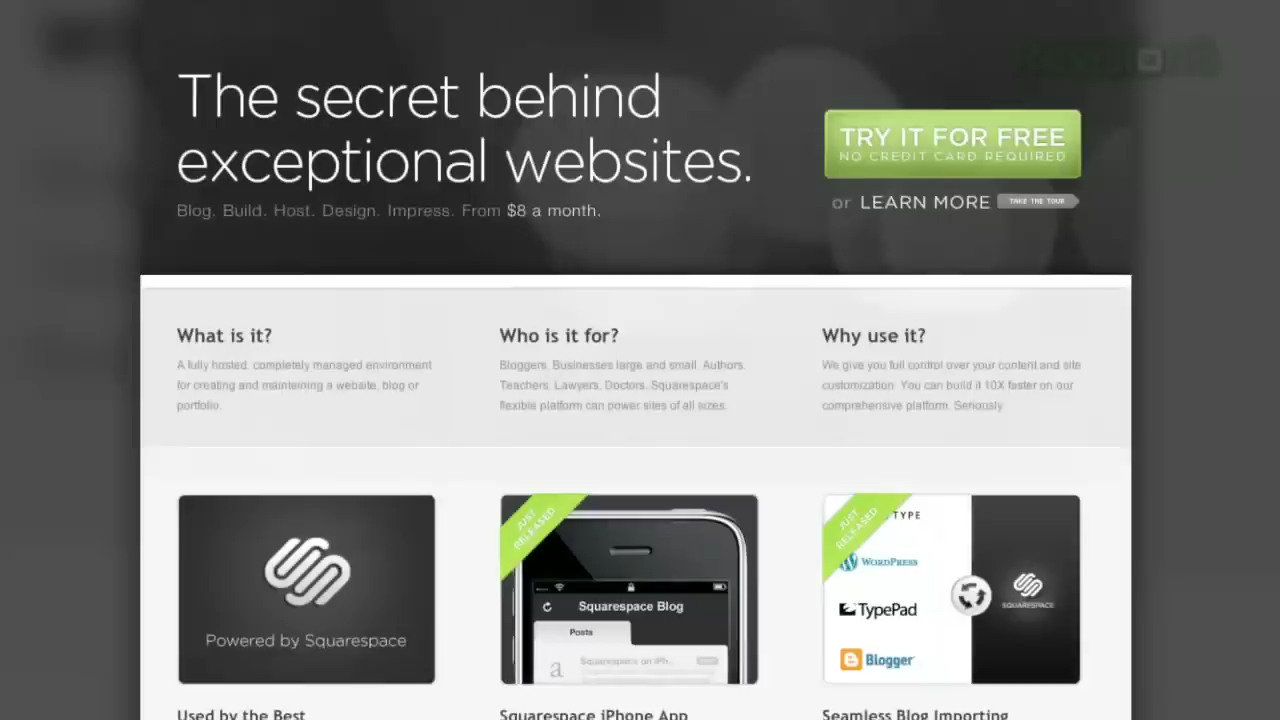 The secret behind
exceptional websites.
Blog. Build. Host. Design. Impress. From $8 a month.
TRY IT FOR FREE
NO CREDIT CARD REQUIRED
or LEARN MORE
TAKE THE TOUR
What is it?
A fully hosted, completely managed environment
for creating and maintaining a website, blog or
portfolio.
Who is it for?
Bloggers. Businesses large and small. Authors.
Teachers. Lawyers. Doctors. Squarespace's
flexible platform can power sites of all sizes.
Why use it?
We give you full control over your content and site
customization. You can build it 10X faster on our
comprehensive platform. Seriously.
Powered by Squarespace
JUST
RELEASED
Squarespace Blog
Posts
a
Squarespace on iPh...
JUST
RELEASED
TYPE
WORDPRESS
TypePad
Blogger
SQUARESPACE
Used by the Best
Squarespace iPhone App
Seamless Blog Importing